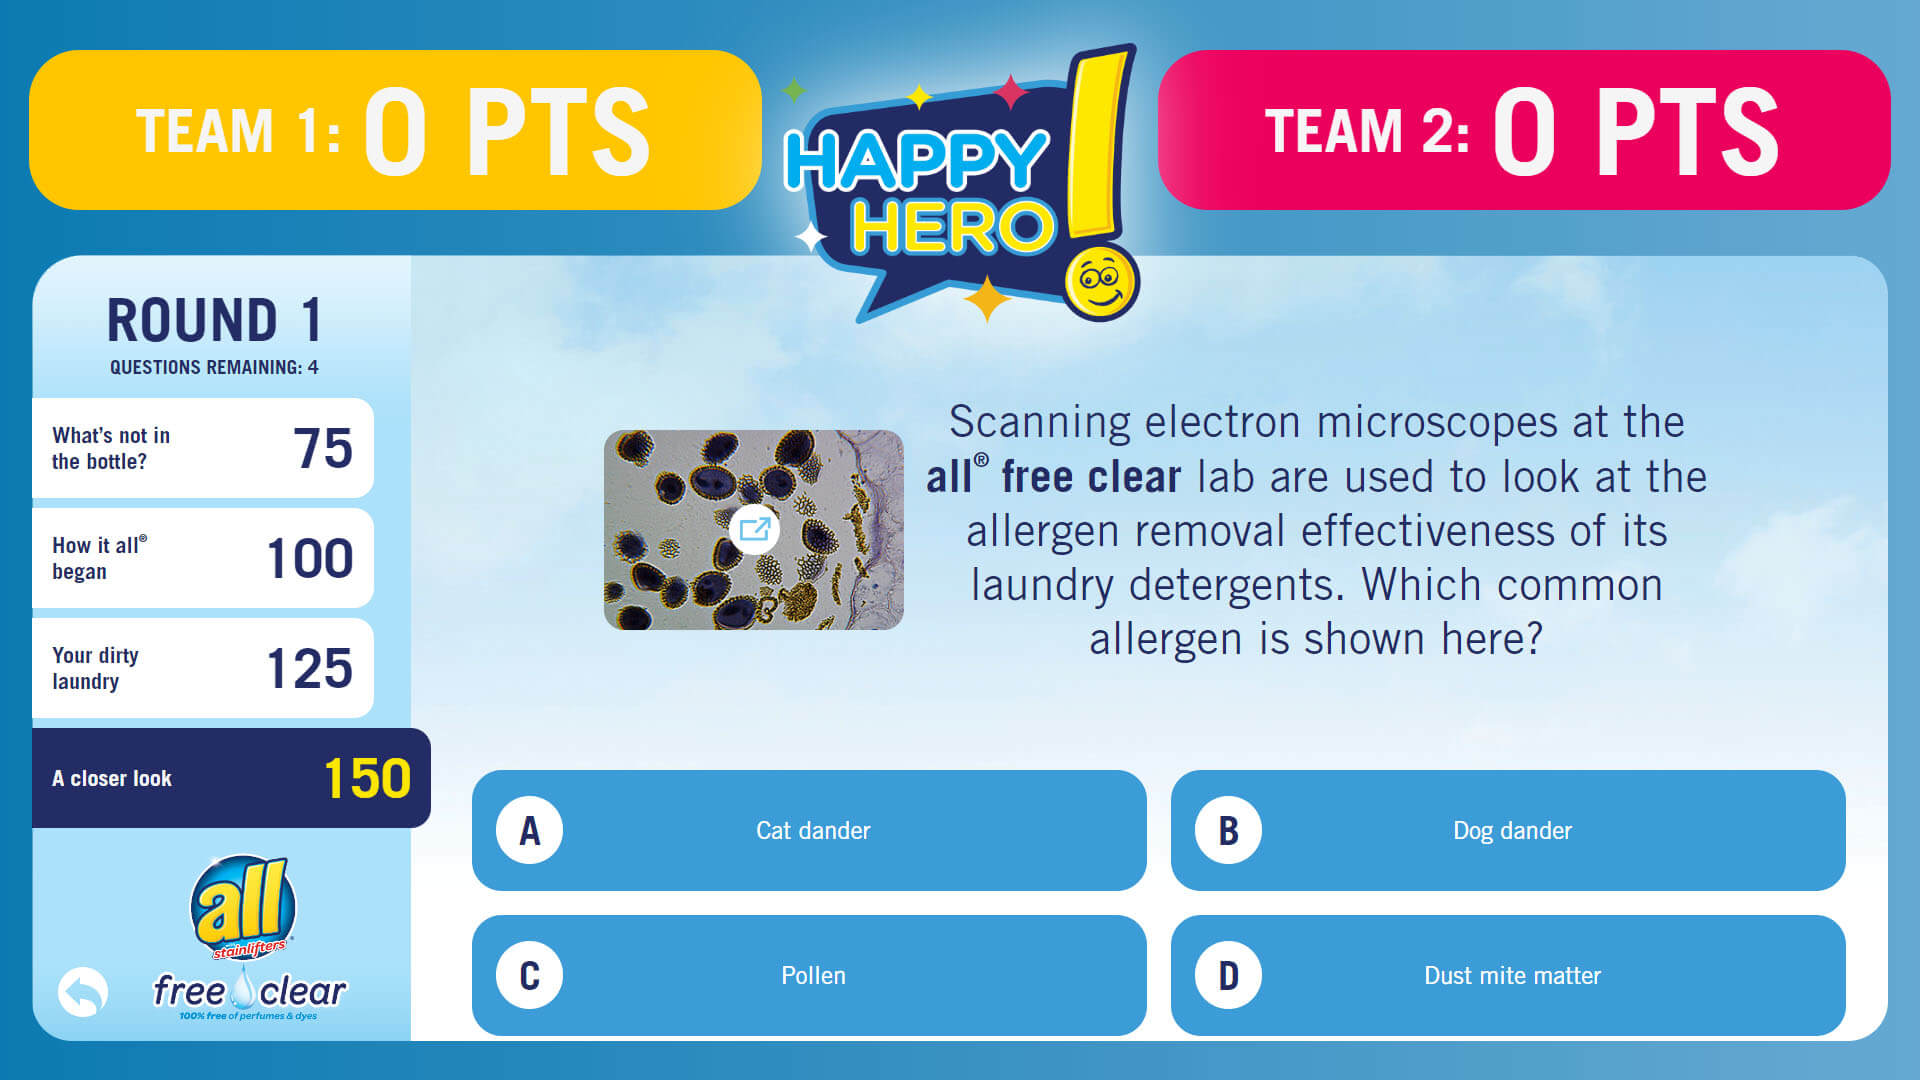 TEAM 1: 0 PTS
HAPPY
HERO!
TEAM 2: 0 PTS
ROUND 1
QUESTIONS REMAINING: 4
What's not in
the bottle?
75
How it all®
began
100
Your dirty
laundry
125
A closer look
150
all
stainlifters
free clear
100% free of perfumes & dyes
Scanning electron microscopes at the
all® free clear lab are used to look at the
allergen removal effectiveness of its
laundry detergents. Which common
allergen is shown here?
A Cat dander
B Dog dander
C Pollen
D Dust mite matter